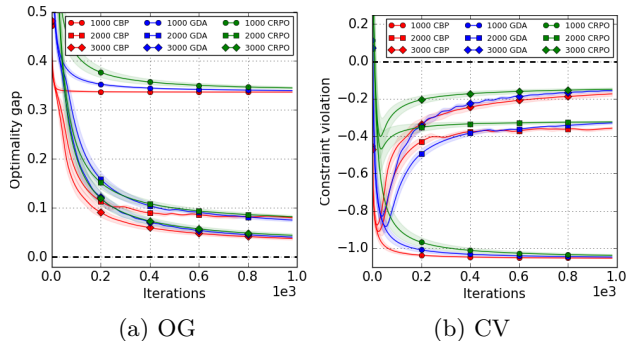 1000 CBP 1000 GDA 1000 CRPO
2000 CBP 2000 GDA 2000 CRPO
3000 CBP 3000 GDA 3000 CRPO
Optimality gap
0.5
0.4
0.3
0.2
0.1
0.0
0.0 0.2 0.4 0.6 0.8 1.0
Iterations 1e3
(a) OG
1000 CBP 1000 GDA 1000 CRPO
2000 CBP 2000 GDA 2000 CRPO
3000 CBP 3000 GDA 3000 CRPO
Constraint violation
0.0
−0.2
−0.4
−0.6
−0.8
−1.0
0.0 0.2 0.4 0.6 0.8 1.0
Iterations 1e3
(b) CV